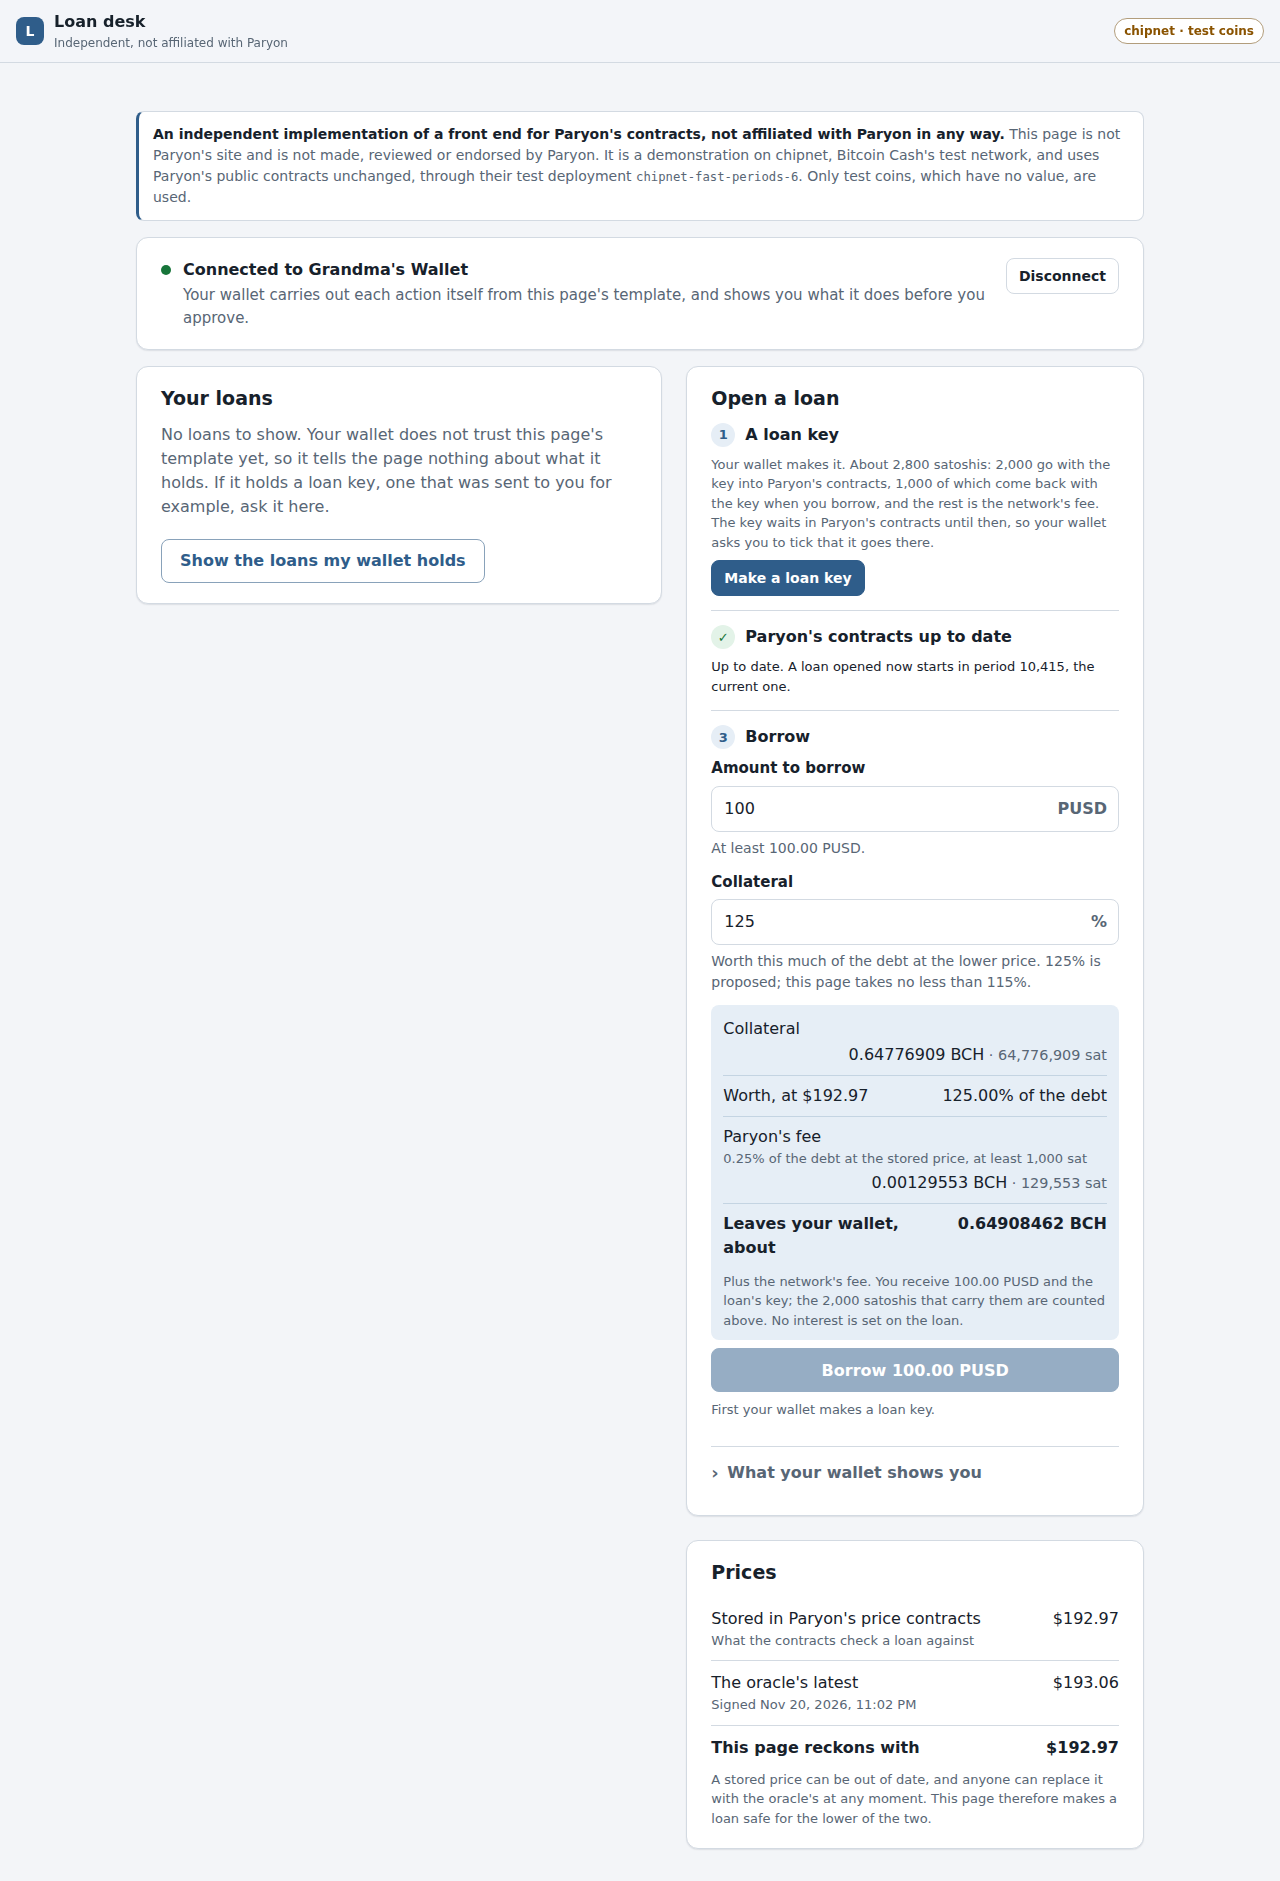 L
Loan desk
Independent, not affiliated with Paryon
chipnet · test coins
An independent implementation of a front end for Paryon's contracts, not affiliated with Paryon in any way. This page is not
Paryon's site and is not made, reviewed or endorsed by Paryon. It is a demonstration on chipnet, Bitcoin Cash's test network, and uses
Paryon's public contracts unchanged, through their test deployment chipnet-fast-periods-6. Only test coins, which have no value, are
used.
Connected to Grandma's Wallet
Your wallet carries out each action itself from this page's template, and shows you what it does before you
approve.
Disconnect
Your loans
No loans to show. Your wallet does not trust this page's
template yet, so it tells the page nothing about what it
holds. If it holds a loan key, one that was sent to you for
example, ask it here.
Show the loans my wallet holds
Open a loan
1 A loan key
Your wallet makes it. About 2,800 satoshis: 2,000 go with the
key into Paryon's contracts, 1,000 of which come back with
the key when you borrow, and the rest is the network's fee.
The key waits in Paryon's contracts until then, so your wallet
asks you to tick that it goes there.
Make a loan key
✓ Paryon's contracts up to date
Up to date. A loan opened now starts in period 10,415, the
current one.
3 Borrow
Amount to borrow
100 PUSD
At least 100.00 PUSD.
Collateral
125 %
Worth this much of the debt at the lower price. 125% is
proposed; this page takes no less than 115%.
Collateral
0.64776909 BCH · 64,776,909 sat
Worth, at $192.97 125.00% of the debt
Paryon's fee
0.25% of the debt at the stored price, at least 1,000 sat
0.00129553 BCH · 129,553 sat
Leaves your wallet, 0.64908462 BCH
about
Plus the network's fee. You receive 100.00 PUSD and the
loan's key; the 2,000 satoshis that carry them are counted
above. No interest is set on the loan.
Borrow 100.00 PUSD
First your wallet makes a loan key.
› What your wallet shows you
Prices
Stored in Paryon's price contracts $192.97
What the contracts check a loan against
The oracle's latest $193.06
Signed Nov 20, 2026, 11:02 PM
This page reckons with $192.97
A stored price can be out of date, and anyone can replace it
with the oracle's at any moment. This page therefore makes a
loan safe for the lower of the two.